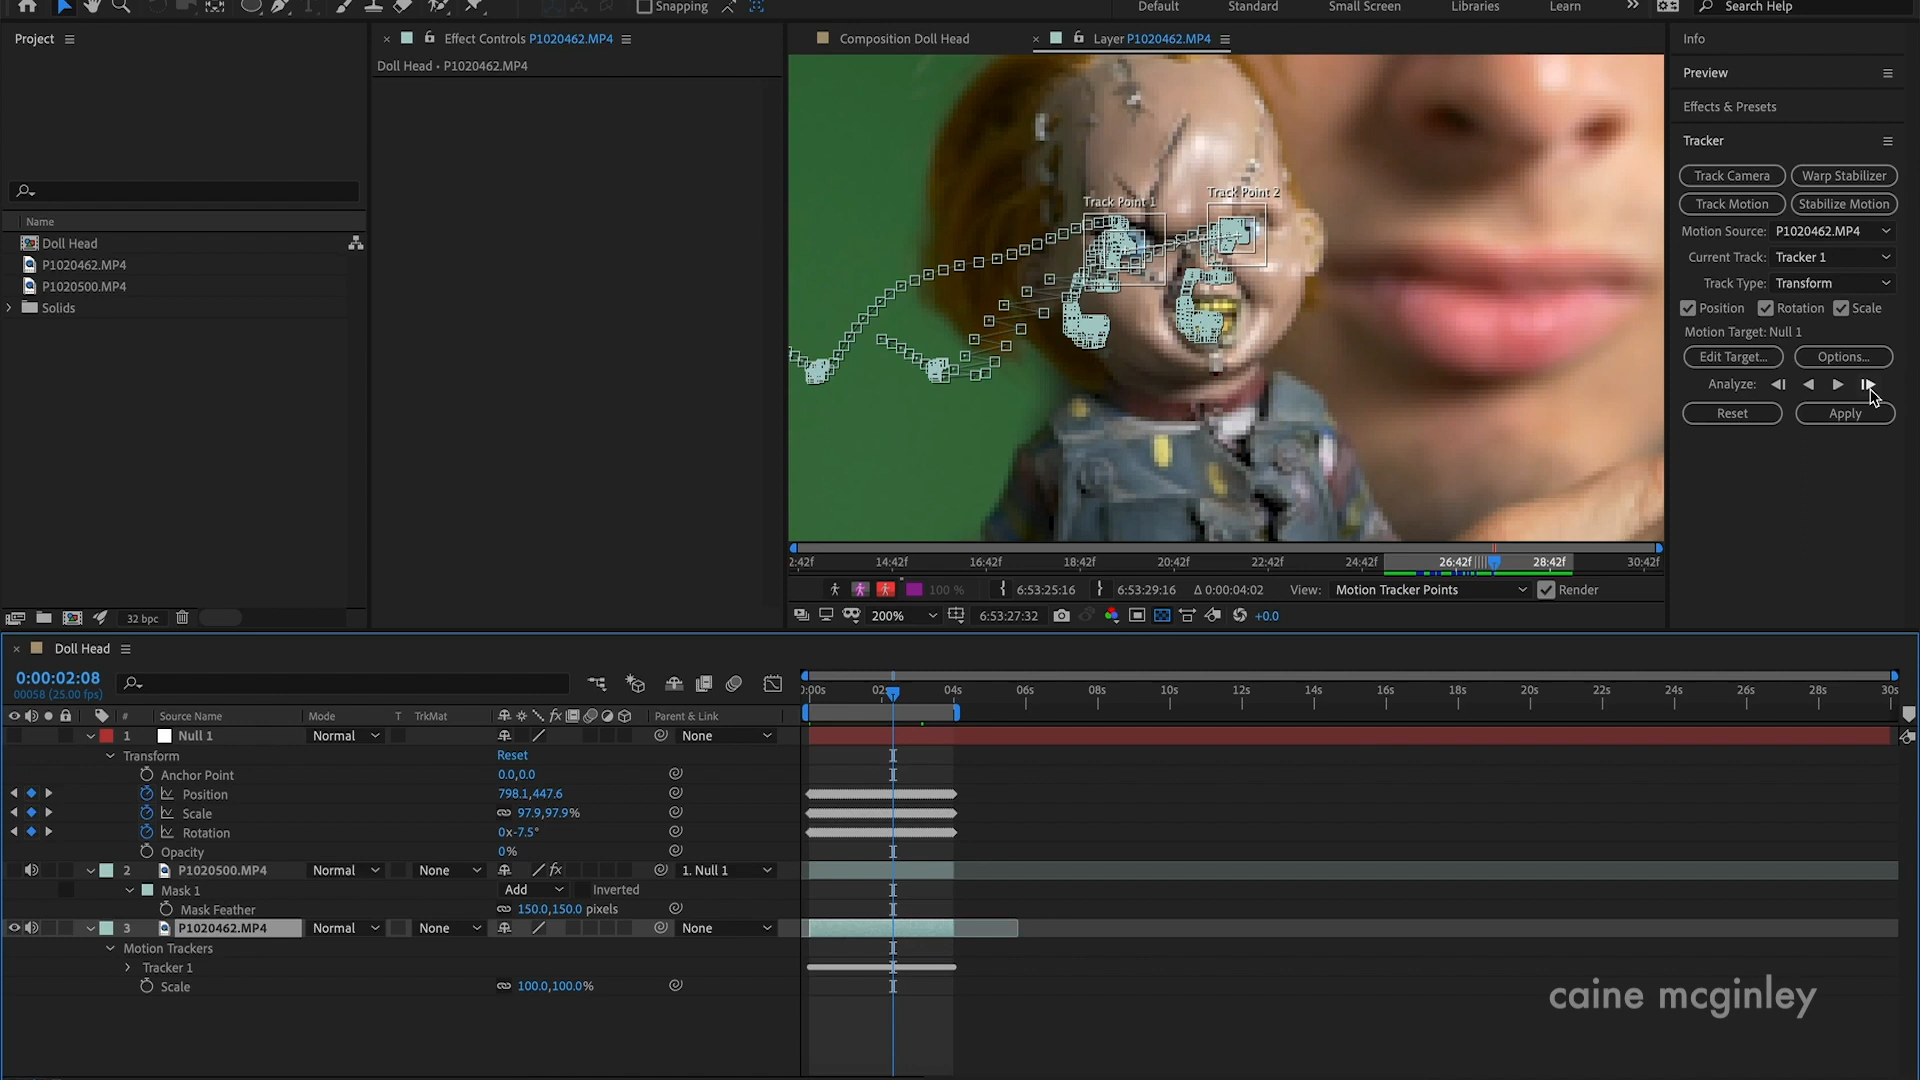 Snapping
Default
Standard
Small Screen
Libraries
Learn
Search Help
Project
Effect Controls P1020462.MP4
Composition Doll Head
Layer P1020462.MP4
Info
Doll Head • P1020462.MP4
Preview
Effects & Presets
Tracker
Track Camera
Warp Stabilizer
Track Motion
Stabilize Motion
Motion Source: P1020462.MP4
Current Track: Tracker 1
Track Type: Transform
Position
Rotation
Scale
Motion Target: Null 1
Edit Target...
Options...
Analyze:
Reset
Apply
Name
Doll Head
P1020462.MP4
P1020500.MP4
Solids
Track Point 1
Track Point 2
2:42f
14:42f
16:42f
18:42f
20:42f
22:42f
24:42f
26:42f
28:42f
30:42f
100 %
6:53:25:16
6:53:29:16
Δ 0:00:04:02
View: Motion Tracker Points
Render
32 bpc
200%
6:53:27:32
+0.0
Doll Head
0:00:02:08
00058 (25.00 fps)
:00s
02s
04s
06s
08s
10s
12s
14s
16s
18s
20s
22s
24s
26s
28s
30s
#
Source Name
Mode
T
TrkMat
fx
Parent & Link
1
Null 1
Normal
None
Transform
Reset
Anchor Point
0.0,0.0
Position
798.1,447.6
Scale
97.9,97.9%
Rotation
0x-7.5°
Opacity
0%
2
P1020500.MP4
Normal
None
fx
1. Null 1
Mask 1
Add
Inverted
Mask Feather
150.0,150.0 pixels
3
P1020462.MP4
Normal
None
None
Motion Trackers
Tracker 1
Scale
100.0,100.0%
caine mcginley